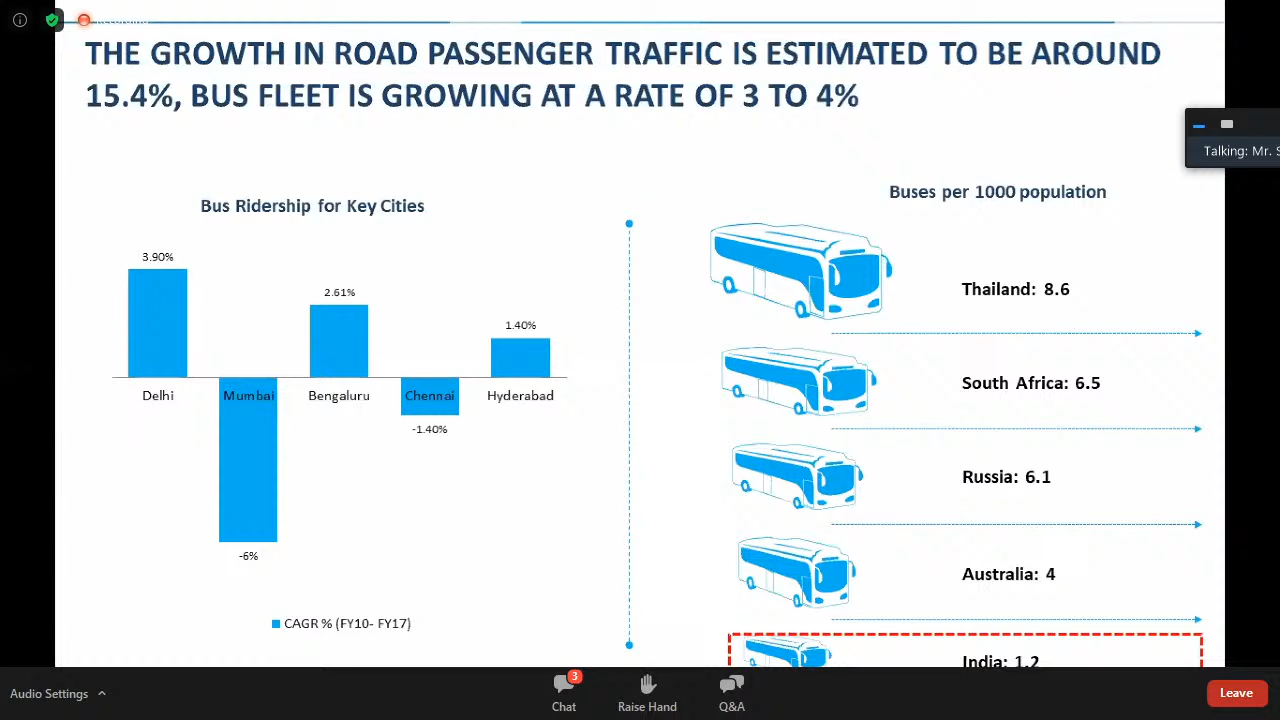 Recording
THE GROWTH IN ROAD PASSENGER TRAFFIC IS ESTIMATED TO BE AROUND
15.4%, BUS FLEET IS GROWING AT A RATE OF 3 TO 4%
Talking: Mr. S
Bus Ridership for Key Cities
3.90%
2.61%
1.40%
Delhi
Mumbai
Bengaluru
Chennai
Hyderabad
-1.40%
-6%
CAGR % (FY10- FY17)
Buses per 1000 population
Thailand: 8.6
South Africa: 6.5
Russia: 6.1
Australia: 4
India: 1.2
Audio Settings
3
Chat
Raise Hand
Q&A
Leave